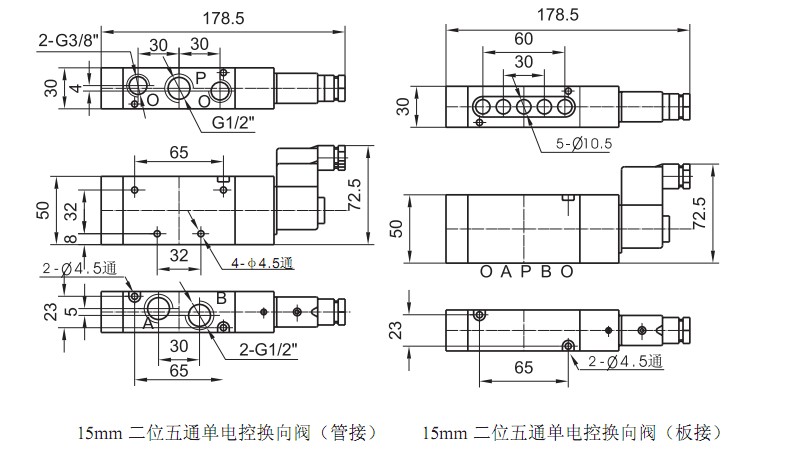 178.5
2-G3/8"
30
30
P
30
4
O
O
G1/2"
65
50
32
8
72.5
32
4-φ4.5通
2-Ø4.5通
B
23
5
A
30
2-G1/2"
65
15mm 二位五通单电控换向阀（管接）
178.5
60
30
30
5-Ø10.5
50
72.5
O A P B O
23
2-Ø4.5通
65
15mm 二位五通单电控换向阀（板接）